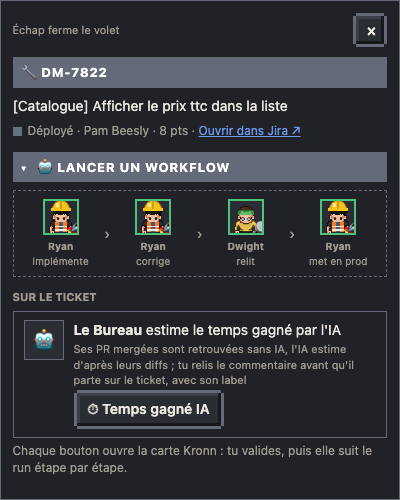 Échap ferme le volet
×
🔧 DM-7822
[Catalogue] Afficher le prix ttc dans la liste
Déployé · Pam Beesly · 8 pts · Ouvrir dans Jira ↗
▾ 🤖 LANCER UN WORKFLOW
Ryan › Ryan › Dwight › Ryan
implémente corrige relit met en prod
SUR LE TICKET
Le Bureau estime le temps gagné par l'IA
Ses PR mergées sont retrouvées sans IA, l'IA estime
d'après leurs diffs ; tu relis le commentaire avant qu'il
parte sur le ticket, avec son label
⏱ Temps gagné IA
Chaque bouton ouvre la carte Kronn : tu valides, puis elle suit le
run étape par étape.